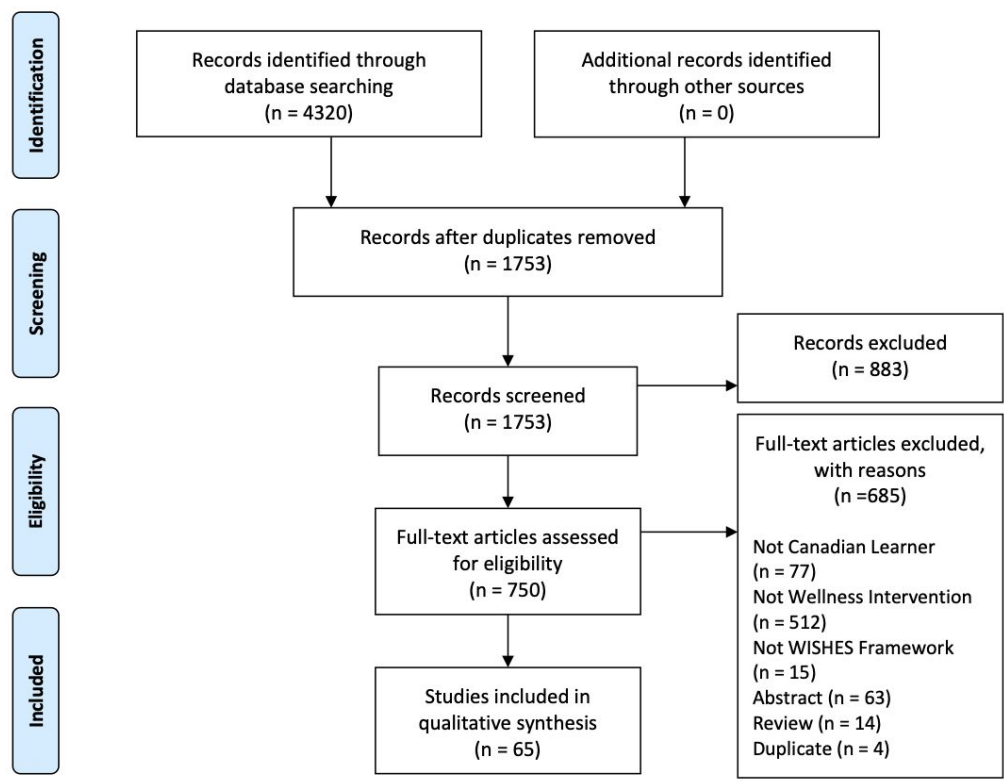 Identification
Records identified through
database searching
(n = 4320)
Additional records identified
through other sources
(n = 0)
Screening
Records after duplicates removed
(n = 1753)
Records screened
(n = 1753)
Records excluded
(n = 883)
Eligibility
Full-text articles assessed
for eligibility
(n = 750)
Full-text articles excluded,
with reasons
(n =685)
Not Canadian Learner
(n = 77)
Not Wellness Intervention
(n = 512)
Not WISHES Framework
(n = 15)
Abstract (n = 63)
Review (n = 14)
Duplicate (n = 4)
Included
Studies included in
qualitative synthesis
(n = 65)